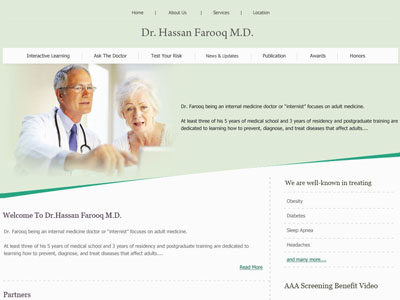 Home | About Us | Services | Location
Dr. Hassan Farooq M.D.
Interactive Learning Ask The Doctor Test Your Risk News & Updates Publication Awards Honors
Dr. Farooq being an internal medicine doctor or "internist" focuses on adult medicine.
At least three of his 5 years of medical school and 3 years of residency and postgraduate training are
dedicated to learning how to prevent, diagnose, and treat diseases that affect adults....
Welcome To Dr.Hassan Farooq M.D.
Dr. Farooq being an internal medicine doctor or "internist" focuses on adult medicine.
At least three of his 5 years of medical school and 3 years of residency and postgraduate training are dedicated to
learning how to prevent, diagnose, and treat diseases that affect adults....
Read More
Partners
We are well-known in treating
Obesity
Diabetes
Sleep Apnea
Headaches
and many more....
AAA Screening Benefit Video